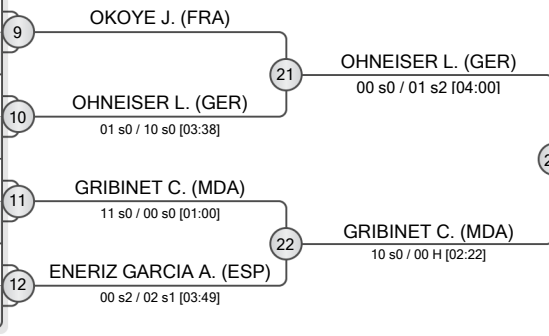 OKOYE J. (FRA)
9
21
OHNEISER L. (GER)
00 s0 / 01 s2 [04:00]
OHNEISER L. (GER)
10
01 s0 / 10 s0 [03:38]
GRIBINET C. (MDA)
11
11 s0 / 00 s0 [01:00]
22
GRIBINET C. (MDA)
10 s0 / 00 H [02:22]
ENERIZ GARCIA A. (ESP)
12
00 s2 / 02 s1 [03:49]